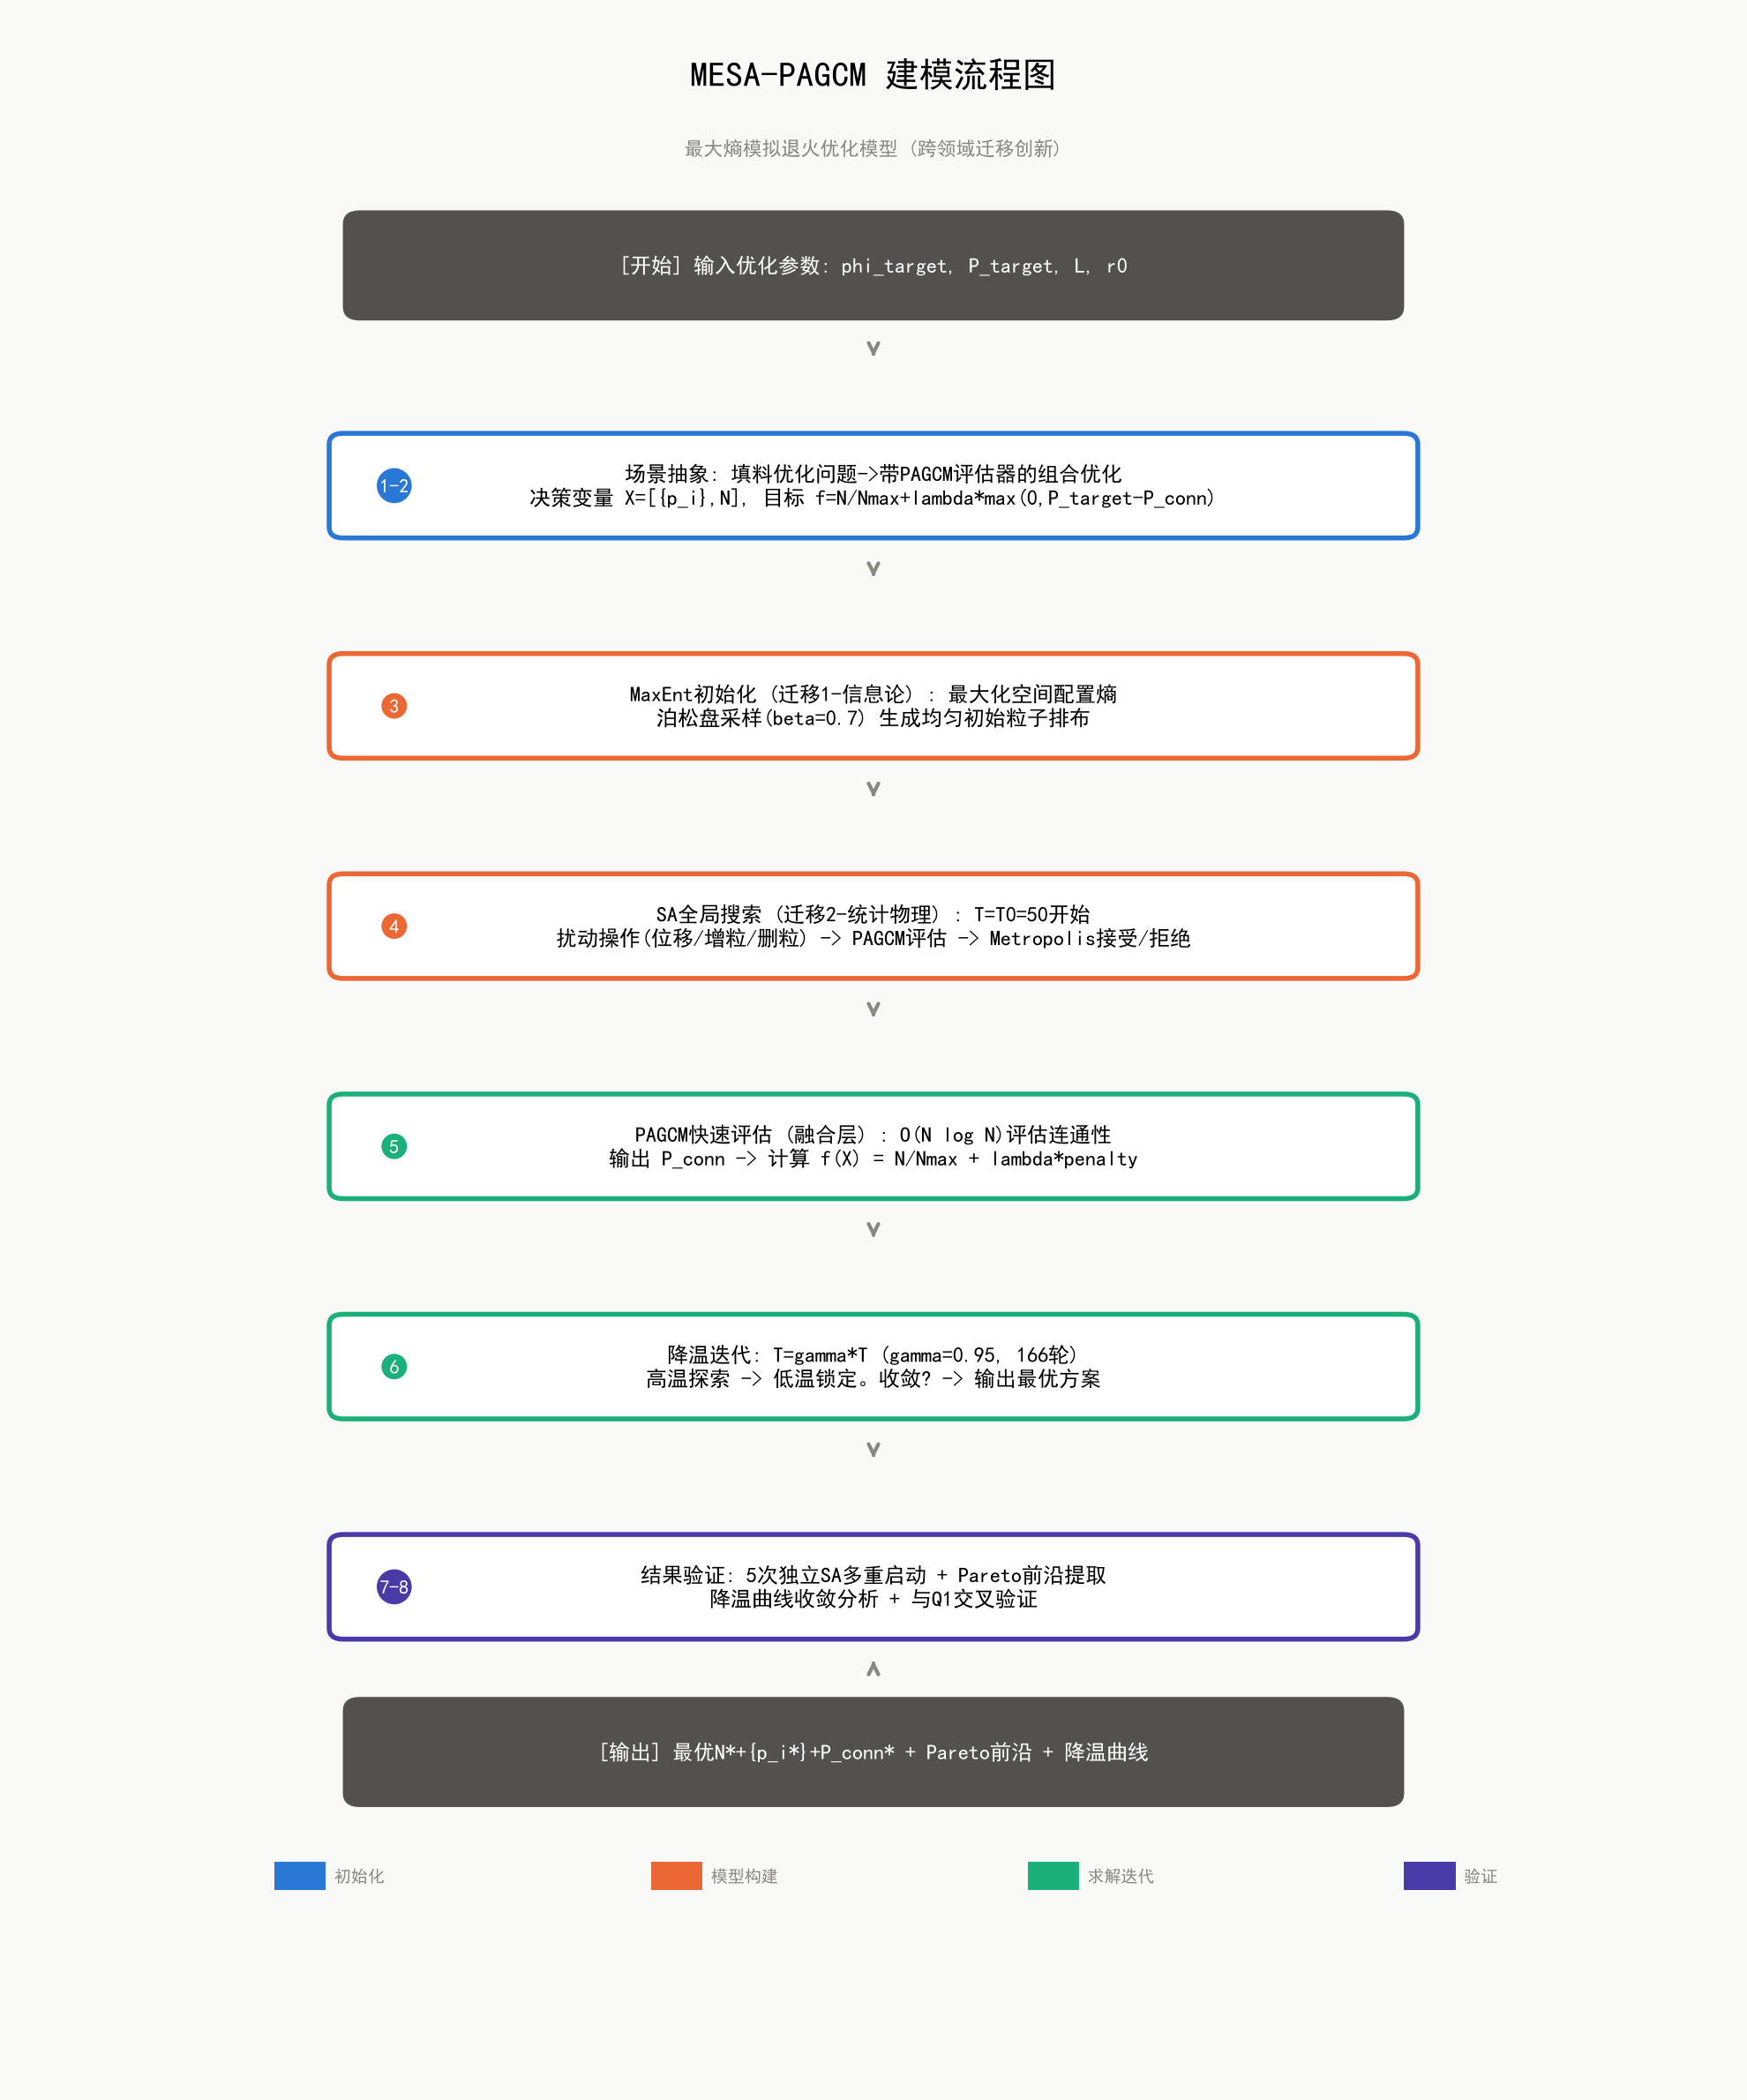 MESA-PAGCM 建模流程图
最大熵模拟退火优化模型 (跨领域迁移创新)
[开始] 输入优化参数: phi_target, P_target, L, r0
1-2
场景抽象: 填料优化问题->带PAGCM评估器的组合优化
决策变量 X=[{p_i},N], 目标 f=N/Nmax+lambda*max(0,P_target-P_conn)
3
MaxEnt初始化 (迁移1-信息论) : 最大化空间配置熵
泊松盘采样(beta=0.7) 生成均匀初始粒子排布
4
SA全局搜索 (迁移2-统计物理) : T=T0=50开始
扰动操作(位移/增粒/删粒) -> PAGCM评估 -> Metropolis接受/拒绝
5
PAGCM快速评估 (融合层) : O(N log N)评估连通性
输出 P_conn -> 计算 f(X) = N/Nmax + lambda*penalty
6
降温迭代: T=gamma*T (gamma=0.95, 166轮)
高温探索 -> 低温锁定。收敛? -> 输出最优方案
7-8
结果验证: 5次独立SA多重启动 + Pareto前沿提取
降温曲线收敛分析 + 与Q1交叉验证
[输出] 最优N*+{p_i*}+P_conn* + Pareto前沿 + 降温曲线
初始化
模型构建
求解迭代
验证